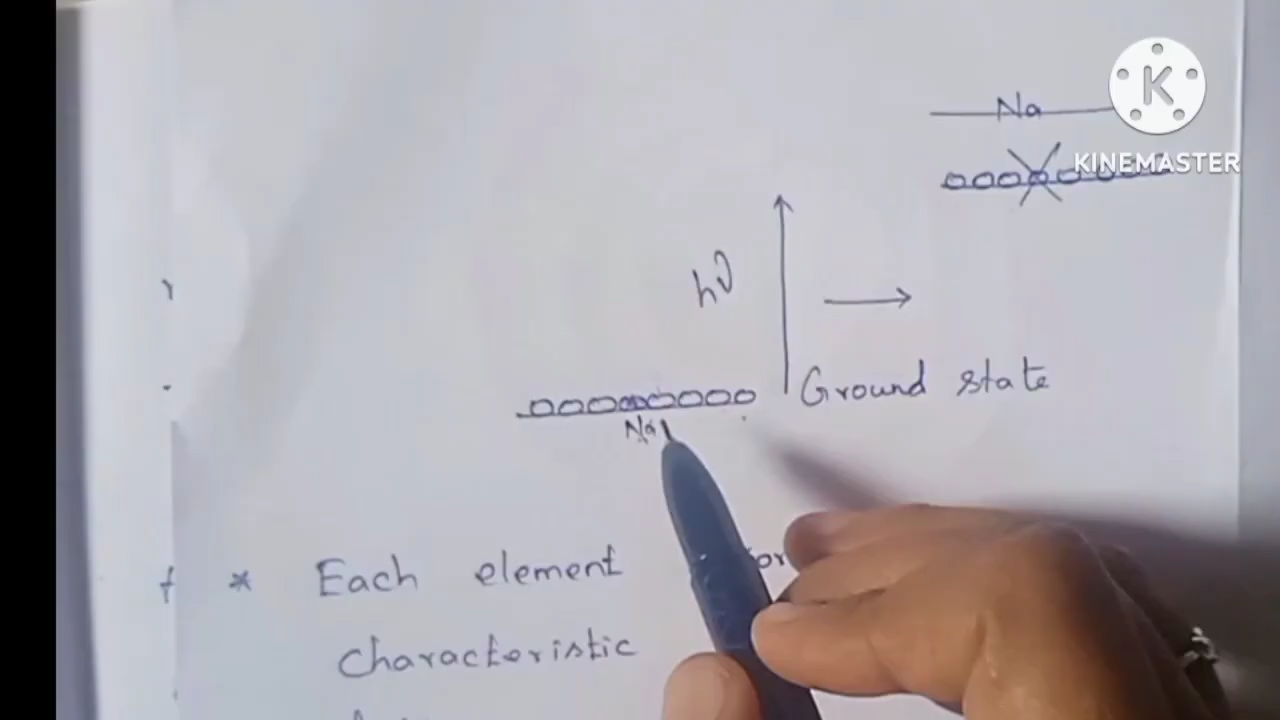 Na
KINEMASTER
hν
Ground state
Na
* Each element
characteristic